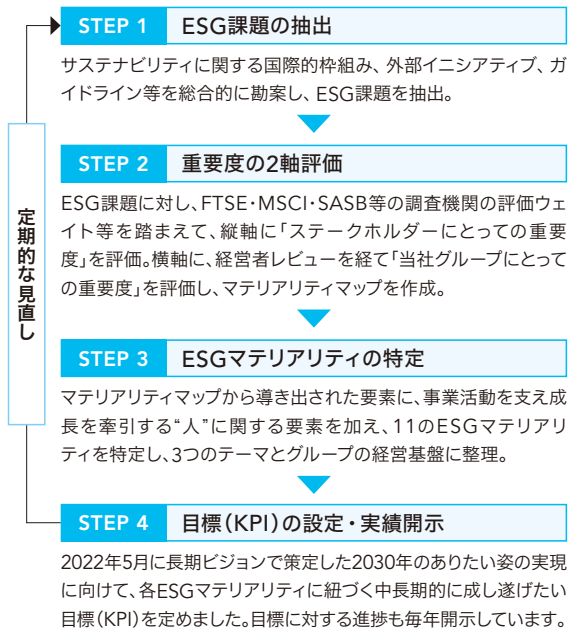 STEP 1 ESG課題の抽出
サステナビリティに関する国際的枠組み、外部イニシアティブ、ガ
イドライン等を総合的に勘案し、ESG課題を抽出。
STEP 2 重要度の2軸評価
ESG課題に対し、FTSE・MSCI・SASB等の調査機関の評価ウェ
イト等を踏まえて、縦軸に「ステークホルダーにとっての重要
度」を評価。横軸に、経営者レビューを経て「当社グループにとって
の重要度」を評価し、マテリアリティマップを作成。
STEP 3 ESGマテリアリティの特定
マテリアリティマップから導き出された要素に、事業活動を支え成
長を牽引する“人”に関する要素を加え、11のESGマテリアリ
ティを特定し、3つのテーマとグループの経営基盤に整理。
STEP 4 目標(KPI)の設定・実績開示
2022年5月に長期ビジョンで策定した2030年のありたい姿の実現
に向けて、各ESGマテリアリティに紐づく中長期的に成し遂げたい
目標(KPI)を定めました。目標に対する進捗も毎年開示しています。
定期的な見直し